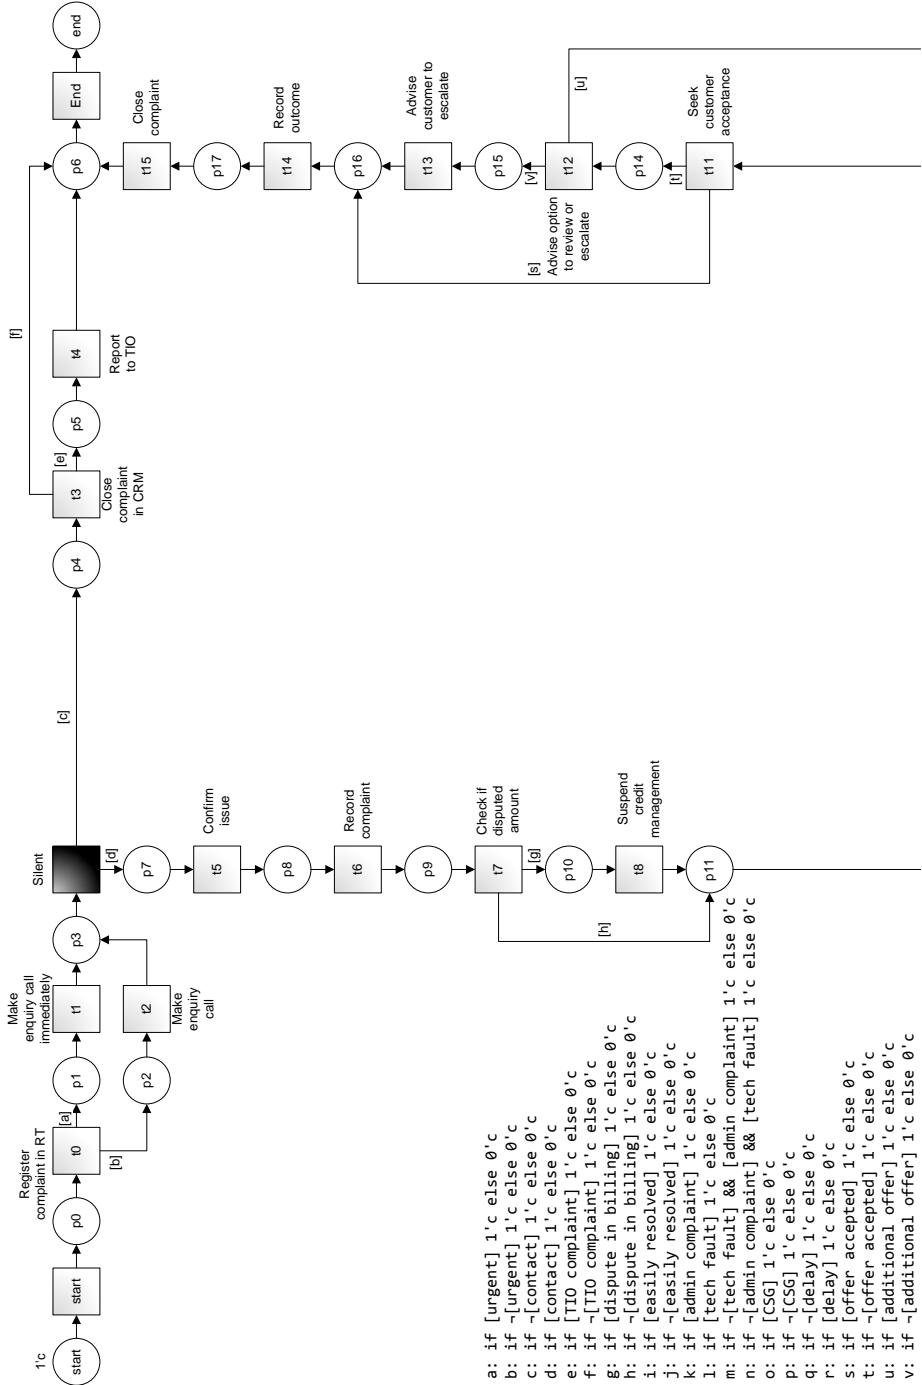 1'c
start
start
p0
Register
complaint in RT
t0
[a]
[b]
p1
p2
Make
enquiry call
immediately
t1
t2
Make
enquiry
call
p3
Silent
[c]
[d]
p4
t3
Close
complaint
in CRM
[e]
[f]
p5
t4
Report
to TIO
p6
End
end
p7
t5
Confirm
issue
p8
t6
Record
complaint
p9
t7
Check if
disputed
amount
[g]
[h]
p10
t8
Suspend
credit
management
p11
t15
Close
complaint
p17
t14
Record
outcome
p16
t13
Advise
customer to
escalate
p15
[v]
t12
[u]
Advise option
to review or
escalate
[s]
p14
[t]
t11
Seek
customer
acceptance
a: if [urgent] 1'c else 0'c
b: if ¬[urgent] 1'c else 0'c
c: if ¬[contact] 1'c else 0'c
d: if [contact] 1'c else 0'c
e: if [TIO complaint] 1'c else 0'c
f: if ¬[TIO complaint] 1'c else 0'c
g: if [dispute in billing] 1'c else 0'c
h: if ¬[dispute in billing] 1'c else 0'c
i: if [easily resolved] 1'c else 0'c
j: if ¬[easily resolved] 1'c else 0'c
k: if [admin complaint] 1'c else 0'c
l: if [tech fault] 1'c else 0'c
m: if ¬[tech fault] && [admin complaint] 1'c else 0'c
n: if ¬[admin complaint] && [tech fault] 1'c else 0'c
o: if [CSG] 1'c else 0'c
p: if ¬[CSG] 1'c else 0'c
q: if ¬[delay] 1'c else 0'c
r: if [delay] 1'c else 0'c
s: if [offer accepted] 1'c else 0'c
t: if ¬[offer accepted] 1'c else 0'c
u: if [additional offer] 1'c else 0'c
v: if ¬[additional offer] 1'c else 0'c